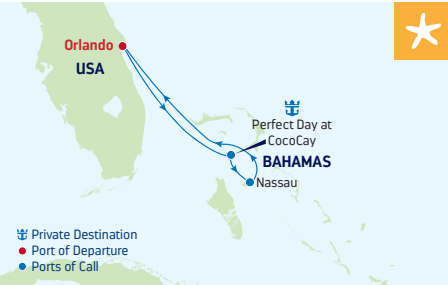 Orlando
USA
Perfect Day at
CocoCay
BAHAMAS
Nassau
Private Destination
Port of Departure
Ports of Call